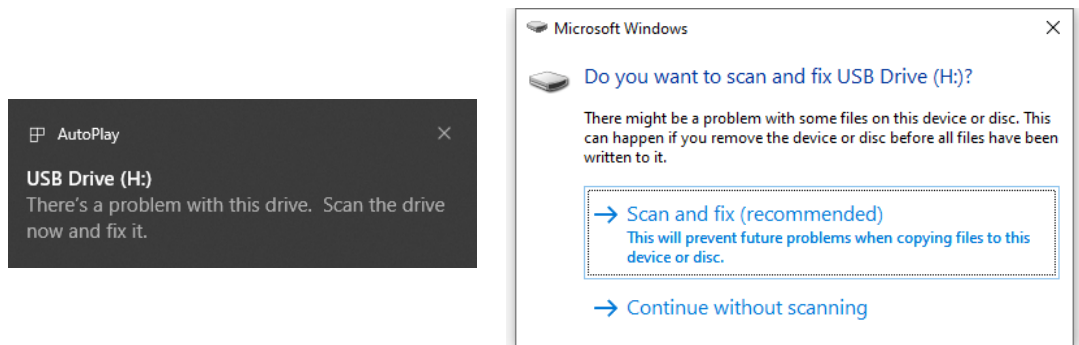 AutoPlay
USB Drive (H:)
There's a problem with this drive.  Scan the drive
now and fix it.
Microsoft Windows
Do you want to scan and fix USB Drive (H:)?
There might be a problem with some files on this device or disc. This
can happen if you remove the device or disc before all files have been
written to it.
Scan and fix (recommended)
This will prevent future problems when copying files to this
device or disc.
Continue without scanning